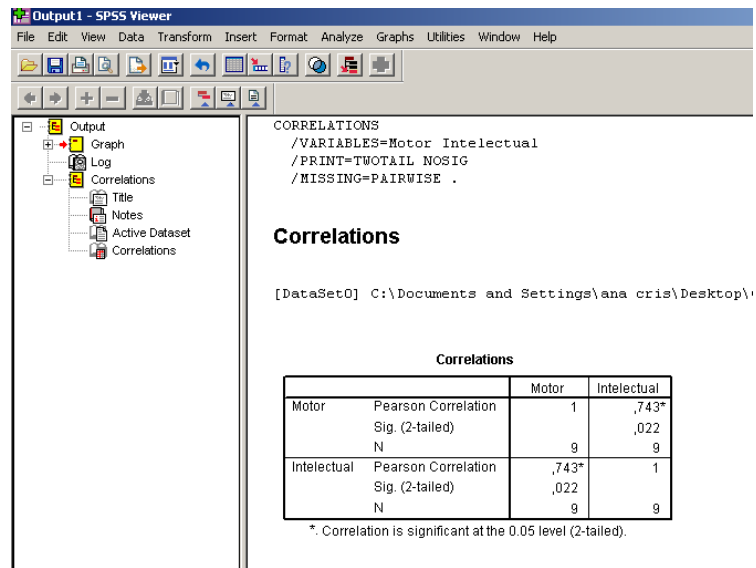 Output1 - SPSS Viewer
File Edit View Data Transform Insert Format Analyze Graphs Utilities Window Help
Output
Graph
Log
Correlations
Title
Notes
Active Dataset
Correlations
CORRELATIONS
/VARIABLES=Motor Intelectual
/PRINT=TWOTAIL NOSIG
/MISSING=PAIRWISE .
Correlations
[DataSet0] C:\Documents and Settings\ana cris\Desktop\
Correlations
Motor Intelectual
Motor Pearson Correlation 1 ,743*
Sig. (2-tailed) ,022
N 9 9
Intelectual Pearson Correlation ,743* 1
Sig. (2-tailed) ,022
N 9 9
*. Correlation is significant at the 0.05 level (2-tailed).